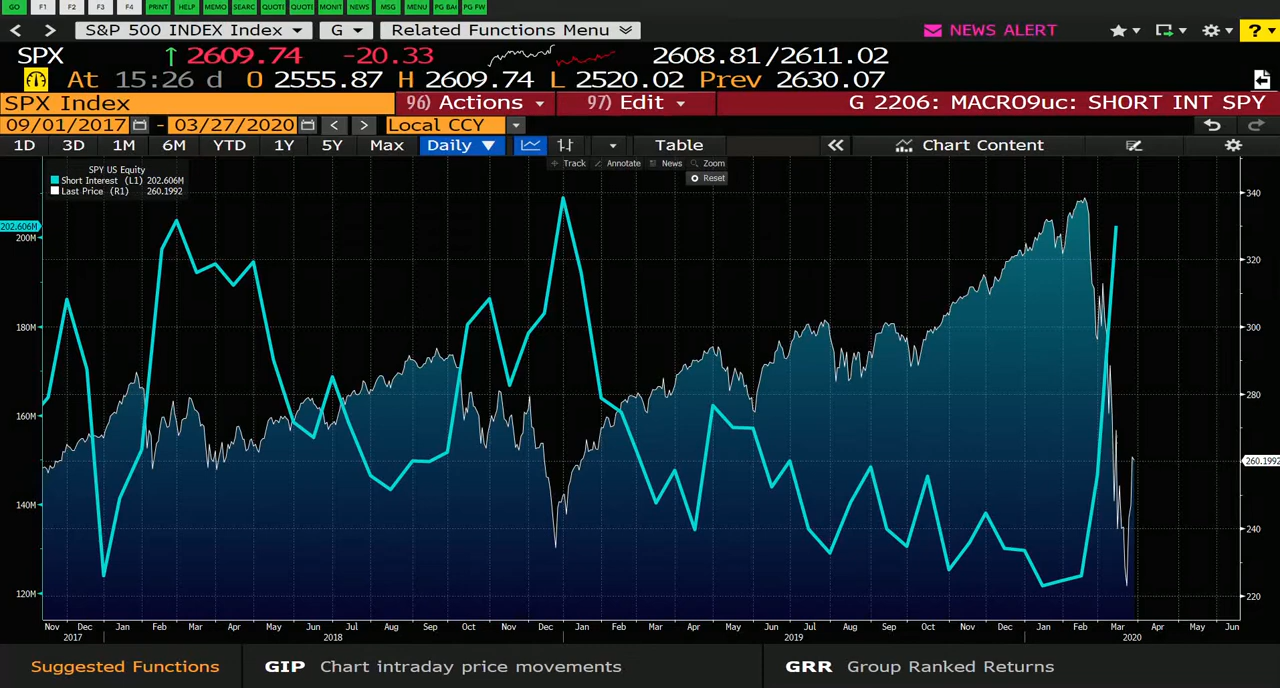 GO F1 F2 F3 F4 PRINT HELP MEMO SEARC QUOTI QUOTI MONIT NEWS MSG MENU PG BA PG FW
S&P 500 INDEX Index G Related Functions Menu NEWS ALERT ?
SPX ↑ 2609.74 -20.33 2608.81/2611.02
At 15:26 d O 2555.87 H 2609.74 L 2520.02 Prev 2630.07
SPX Index 96) Actions 97) Edit G 2206: MACRO9uc: SHORT INT SPY
09/01/2017 - 03/27/2020 < > Local CCY
1D 3D 1M 6M YTD 1Y 5Y Max Daily ▼ Table « Chart Content
Track Annotate News Zoom
Reset
SPY US Equity
Short Interest (L1) 202.606M
Last Price (R1) 260.1992
340
202.606M
200M
320
180M
300
160M
280
260.1992
140M
240
120M
220
Nov Dec Jan Feb Mar Apr May Jun Jul Aug Sep Oct Nov Dec Jan Feb Mar Apr May Jun Jul Aug Sep Oct Nov Dec Jan Feb Mar Apr May Jun
2017 2018 2019 2020
Suggested Functions GIP Chart intraday price movements GRR Group Ranked Returns